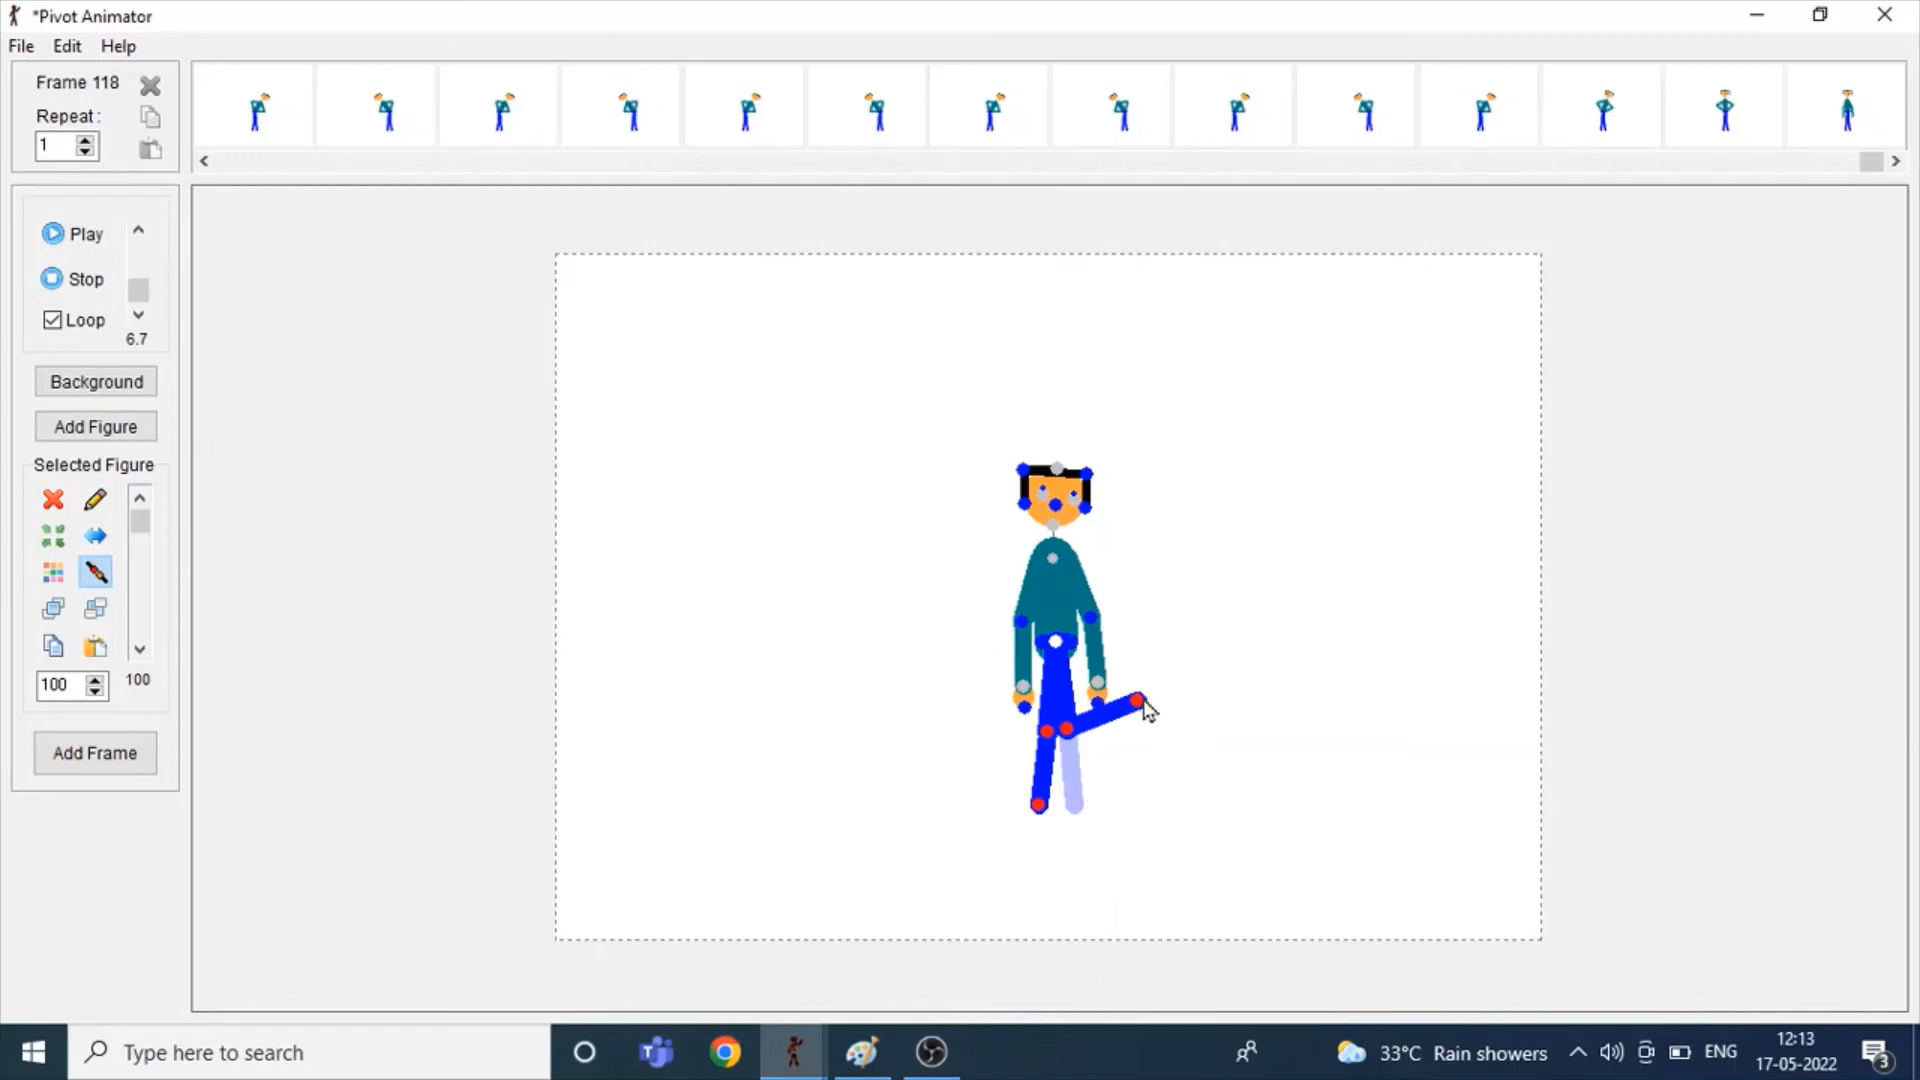 *Pivot Animator
File Edit Help
Frame 118
Repeat:
1
Play
Stop
Loop
6.7
Background
Add Figure
Selected Figure
100
100
Add Frame
Type here to search
33°C Rain showers
ENG
12:13
17-05-2022
3